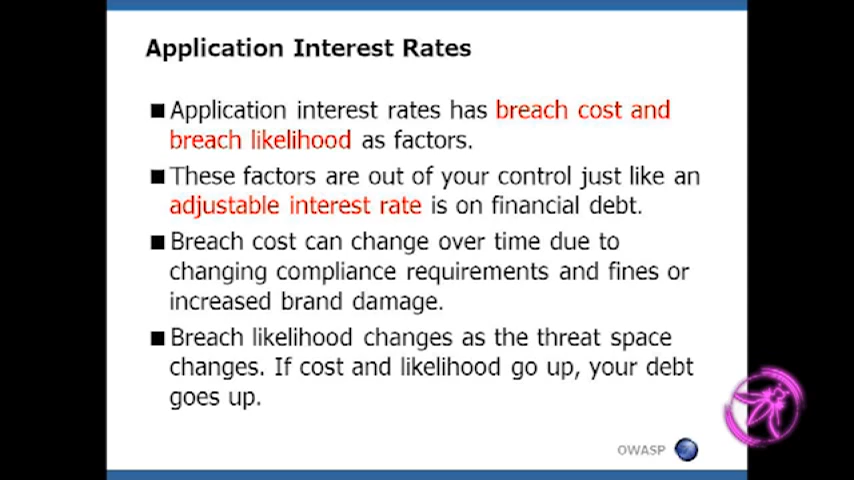 Application Interest Rates
■ Application interest rates has breach cost and
breach likelihood as factors.
■ These factors are out of your control just like an
adjustable interest rate is on financial debt.
■ Breach cost can change over time due to
changing compliance requirements and fines or
increased brand damage.
■ Breach likelihood changes as the threat space
changes. If cost and likelihood go up, your debt
goes up.
OWASP